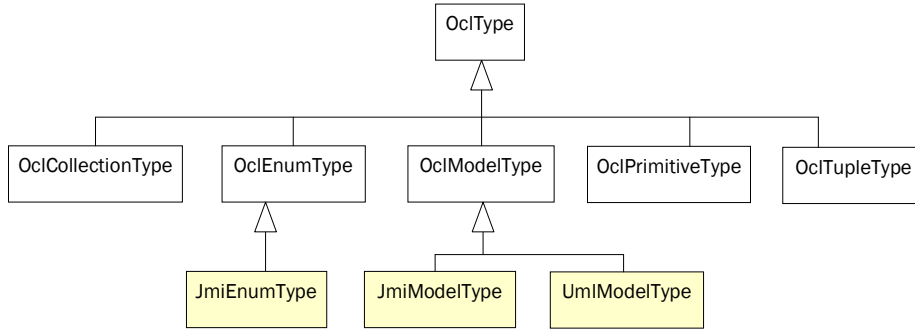 OclType
OclCollectionType
OclEnumType
OclModelType
OclPrimitiveType
OclTupleType
JmiEnumType
JmiModelType
UmlModelType